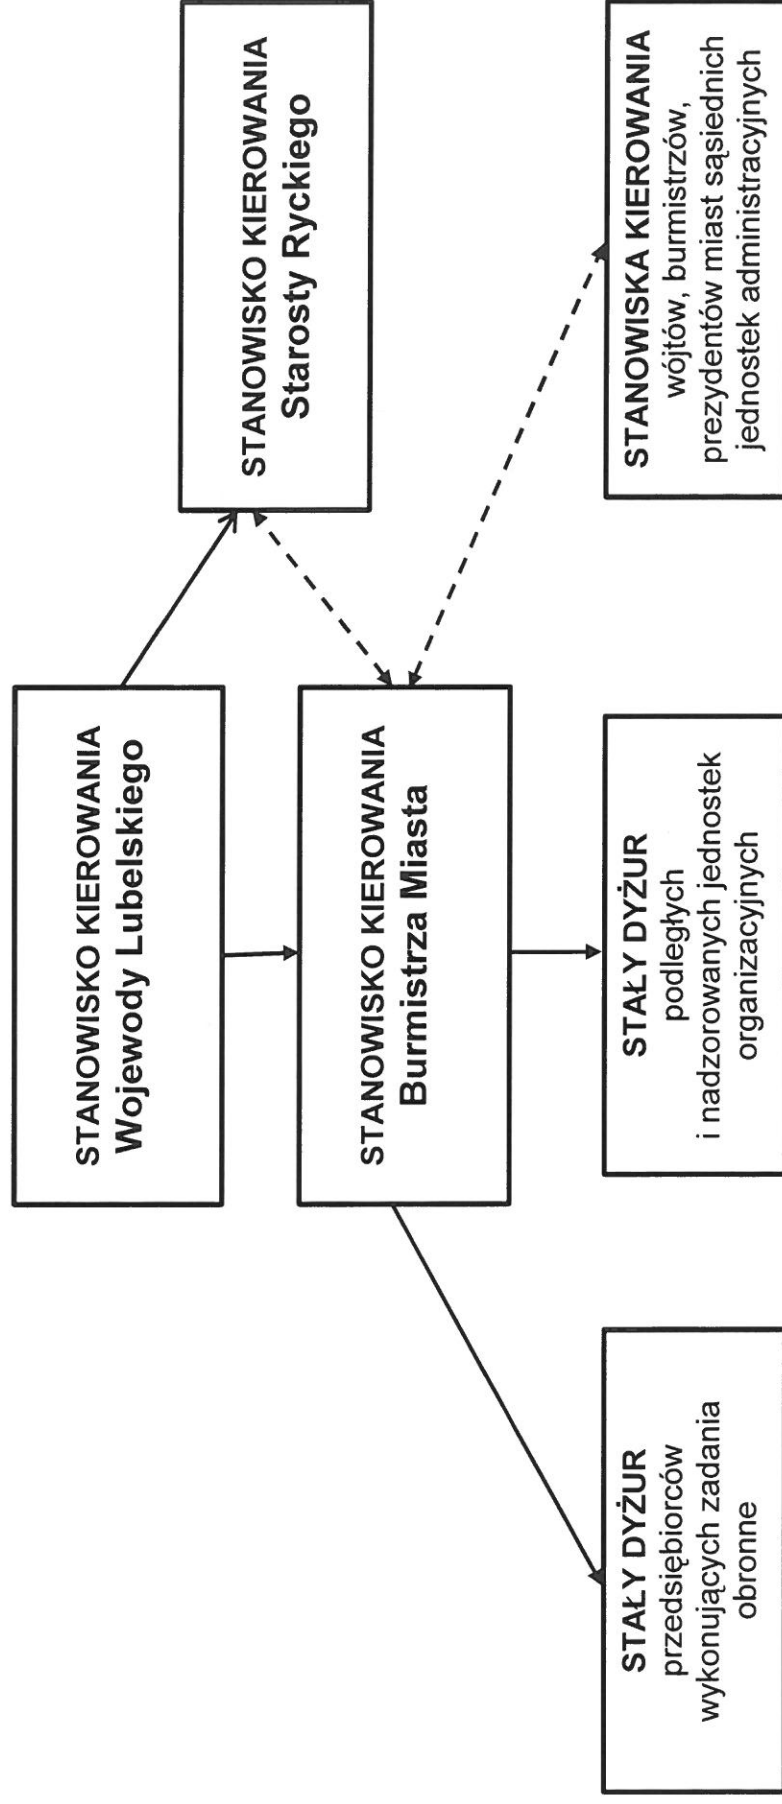 STANOWISKO KIEROWANIA
Wojewody Lubelskiego
STANOWISKO KIEROWANIA
Starosty Ryckiego
STANOWISKO KIEROWANIA
Burmistrza Miasta
STAŁY DYŻUR
przedsiębiorców
wykonujących zadania
obronne
STAŁY DYŻUR
podległych
i nadzorowanych jednostek
organizacyjnych
STANOWISKA KIEROWANIA
wójtów, burmistrzów,
prezydentów miast sąsiednich
jednostek administracyjnych